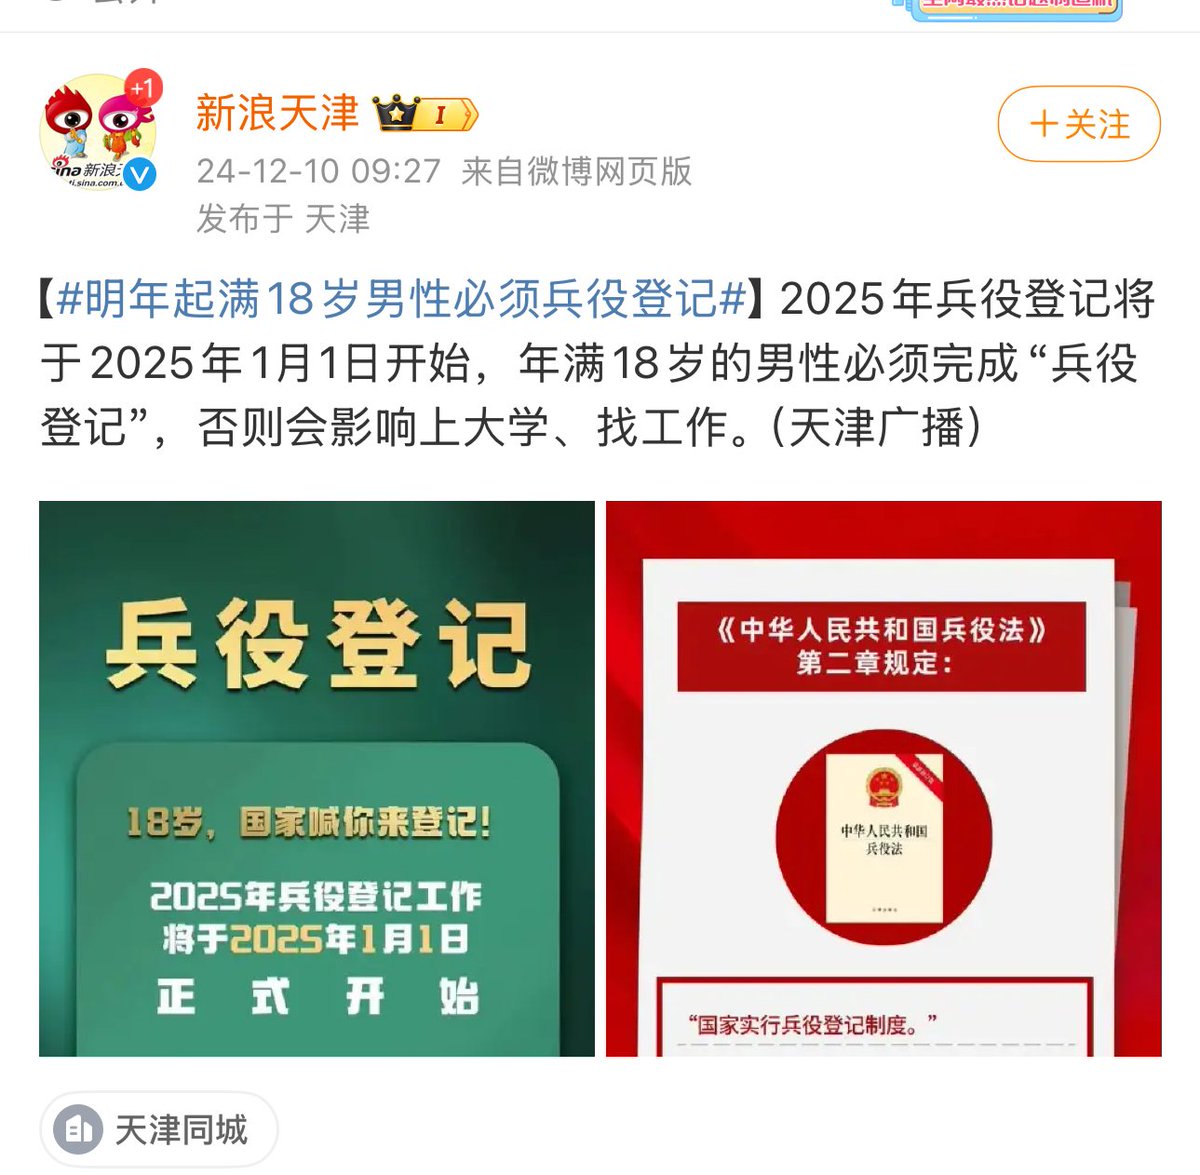 +1
新浪天津
I
+关注
24-12-10 09:27 来自微博网页版
发布于 天津
【#明年起满18岁男性必须兵役登记#】2025年兵役登记将
于2025年1月1日开始，年满18岁的男性必须完成“兵役
登记”，否则会影响上大学、找工作。（天津广播）
兵役登记
18岁，国家喊你来登记！
2025年兵役登记工作
将于2025年1月1日
正式开始
《中华人民共和国兵役法》
第二章规定：
中华人民共和国
兵役法
“国家实行兵役登记制度。”
天津同城